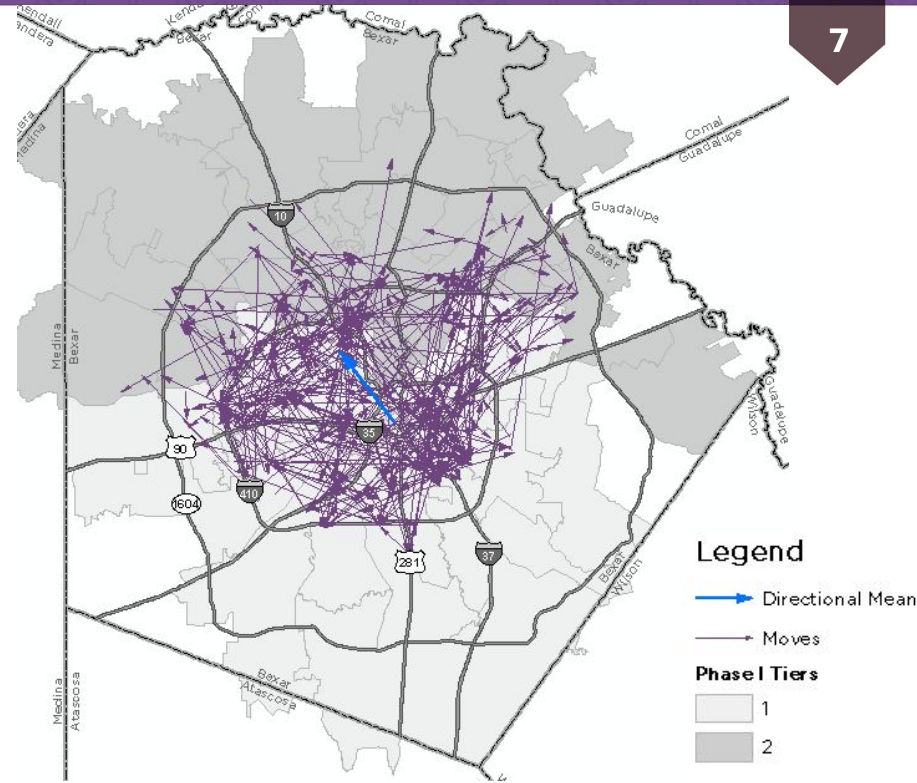 7
Kendall
Comal
Bexar
Comal
Guadalupe
Guadalupe
Bexar
Medina
Bexar
10
35
90
410
1604
281
37
Guadalupe
Wilson
Bexar
Wilson
Bexar
Atascosa
Medina
Atascosa
Legend
Directional Mean
Moves
Phase I Tiers
1
2